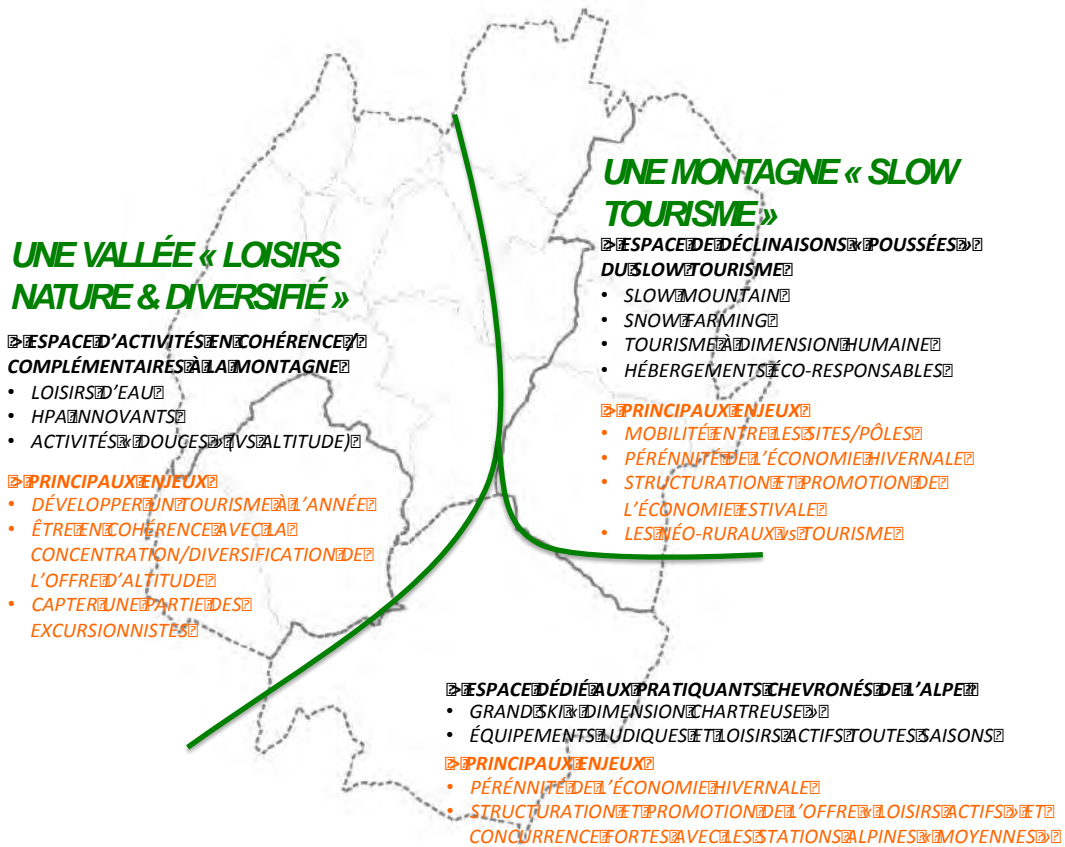 UNE VALLÉE « LOISIRS
NATURE & DIVERSIFIÉ »
> ESPACE D'ACTIVITÉS EN COHÉRENCE /
COMPLÉMENTAIRES À LA MONTAGNE
• LOISIRS D'EAU
• HPA INNOVANTS
• ACTIVITÉS « DOUCES » (VS ALTITUDE)
> PRINCIPAUX ENJEUX
• DÉVELOPPER UN TOURISME À L'ANNÉE
• ÊTRE EN COHÉRENCE AVEC LA
CONCENTRATION/DIVERSIFICATION DE
L'OFFRE D'ALTITUDE
• CAPTER UNE PARTIE DES
EXCURSIONNISTES
UNE MONTAGNE « SLOW
TOURISME »
> ESPACE DE DÉCLINAISONS « POUSSÉES »
DU SLOW TOURISME
• SLOW MOUNTAIN
• SNOW FARMING
• TOURISME À DIMENSION HUMAINE
• HÉBERGEMENTS ÉCO-RESPONSABLES
> PRINCIPAUX ENJEUX
• MOBILITÉ ENTRE LES SITES/PÔLES
• PÉRÉNNITÉ DE L'ÉCONOMIE HIVERNALE
• STRUCTURATION ET PROMOTION DE
L'ÉCONOMIE ESTIVALE
• LES NÉO-RURAUX vs TOURISME
> ESPACE DÉDIÉ AUX PRATIQUANTS CHEVRONÉS DE L'ALPE
• GRAND SKI « DIMENSION CHARTREUSE »
• ÉQUIPEMENTS LUDIQUES ET LOISIRS ACTIFS TOUTES SAISONS
> PRINCIPAUX ENJEUX
• PÉRÉNNITÉ DE L'ÉCONOMIE HIVERNALE
• STRUCTURATION ET PROMOTION DE L'OFFRE « LOISIRS ACTIFS » ET
CONCURRENCE FORTES AVEC LES STATIONS ALPINES « MOYENNES »